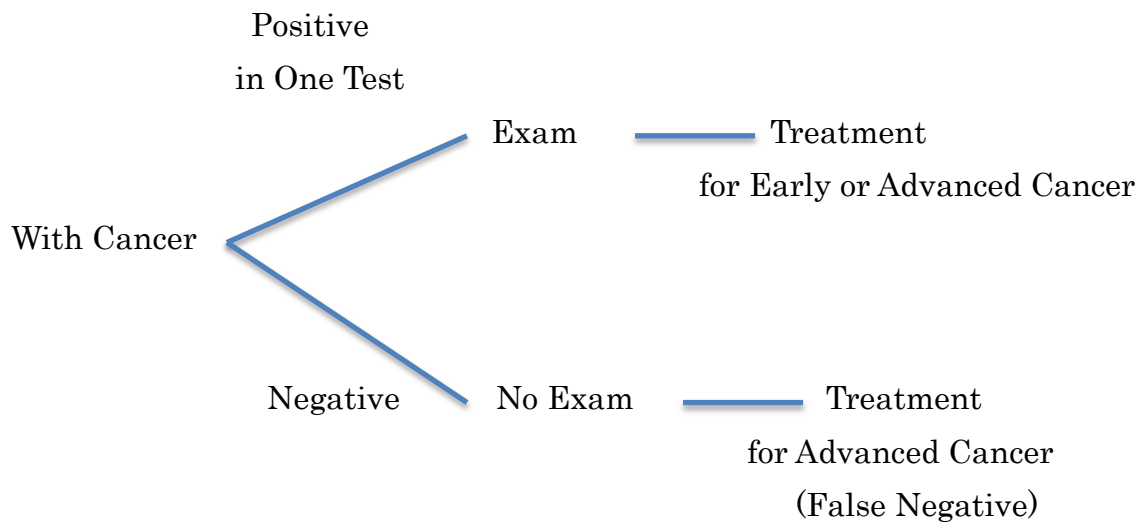 Positive
in One Test
Exam
Treatment
for Early or Advanced Cancer
With Cancer
Negative
No Exam
Treatment
for Advanced Cancer
(False Negative)